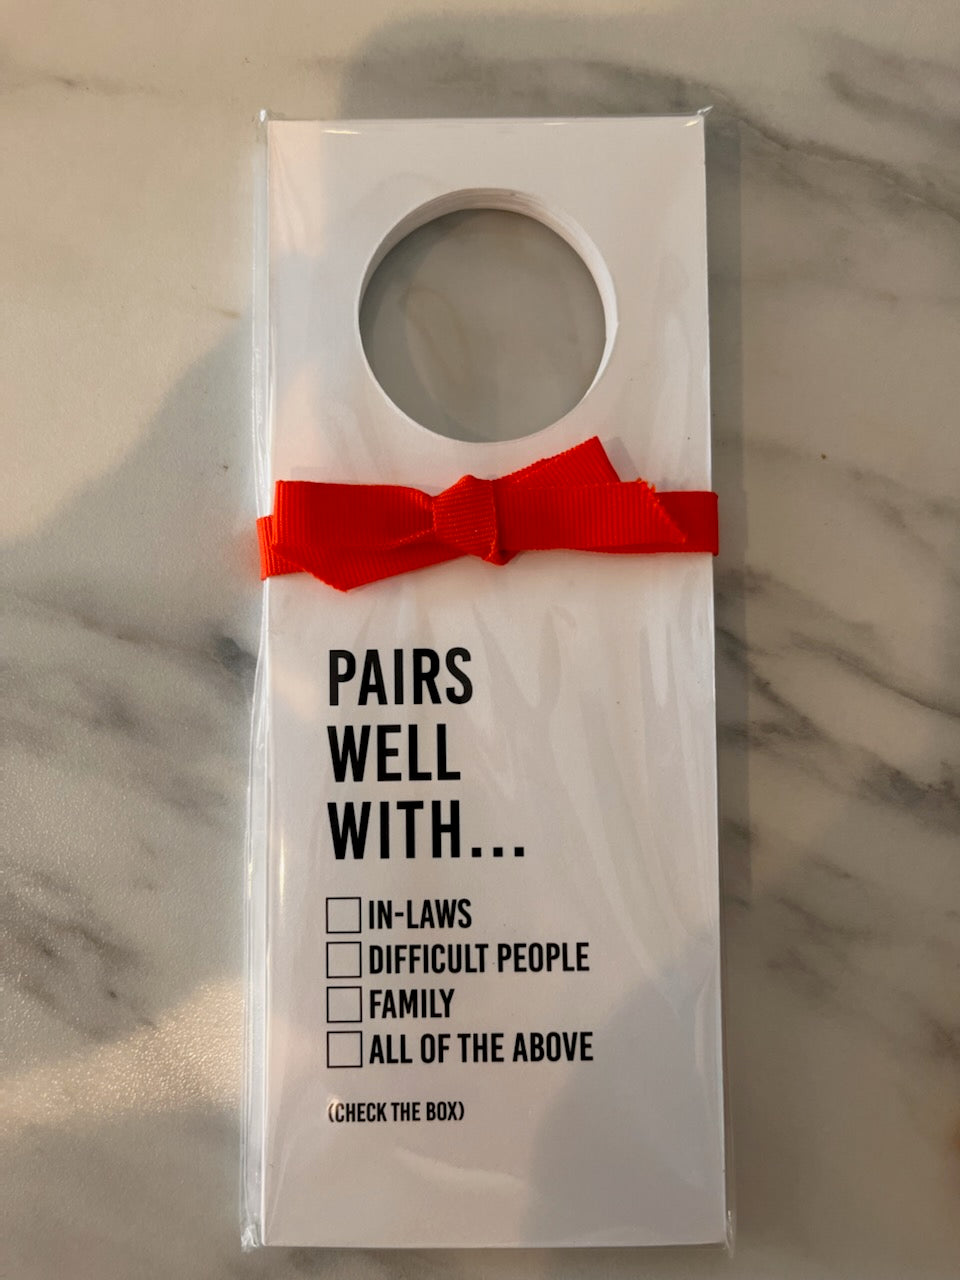 PAIRS
WELL
WITH...
IN-LAWS
DIFFICULT PEOPLE
FAMILY
ALL OF THE ABOVE
(CHECK THE BOX)